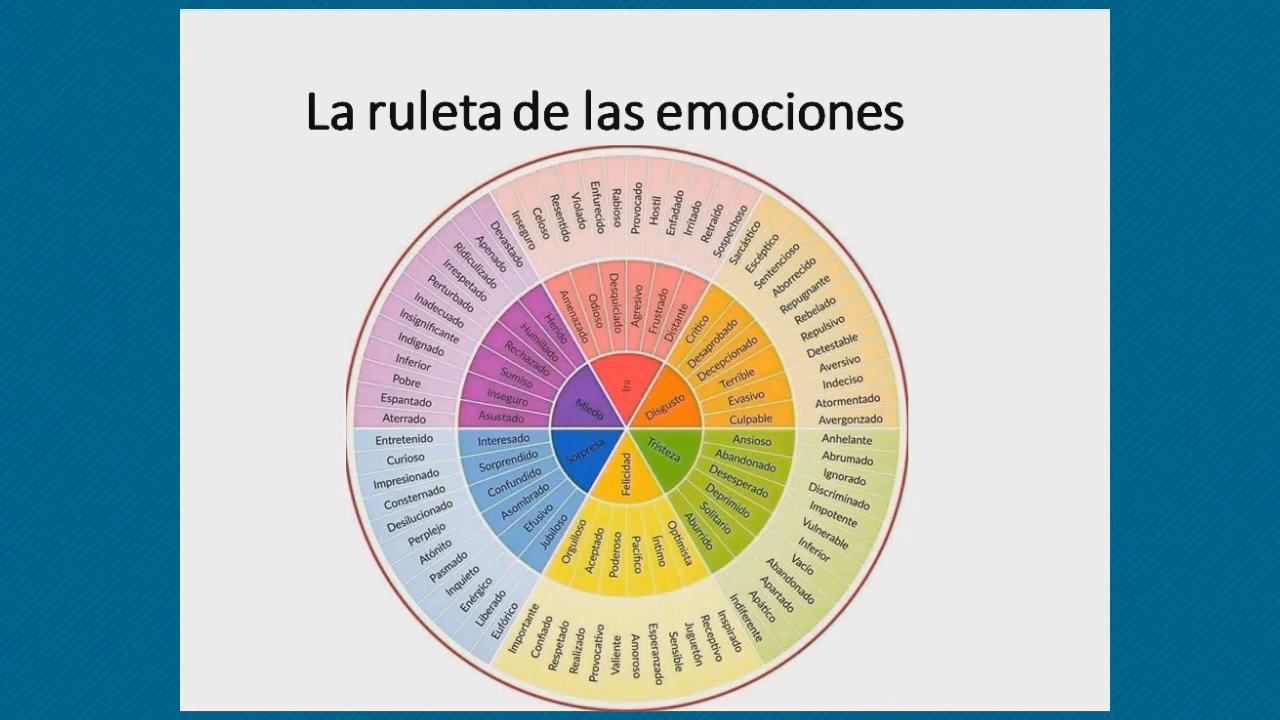 La ruleta de las emociones
Ira
Disgusto
Tristeza
Felicidad
Sorpresa
Miedo
Amenazado
Odioso
Desquiciado
Agresivo
Frustrado
Distante
Crítico
Desaprobado
Decepcionado
Terrible
Evasivo
Culpable
Ansioso
Abandonado
Desesperado
Deprimido
Solitario
Aburrido
Optimista
Íntimo
Pacífico
Poderoso
Aceptado
Orgulloso
Jubiloso
Efusivo
Asombrado
Confundido
Sorprendido
Interesado
Asustado
Inseguro
Sumiso
Rechazado
Humillado
Herido
Inseguro
Celoso
Resentido
Violado
Enfurecido
Rabioso
Provocado
Hostil
Enfadado
Irritado
Retraído
Sospechoso
Sarcástico
Escéptico
Sentencioso
Aborrecido
Repugnante
Rebelado
Repulsivo
Detestable
Aversivo
Indeciso
Atormentado
Avergonzado
Anhelante
Abrumado
Ignorado
Discriminado
Impotente
Vulnerable
Inferior
Vacío
Abandonado
Apartado
Apático
Indiferente
Inspirado
Receptivo
Juguetón
Sensible
Esperanzado
Amoroso
Valiente
Provocativo
Realizado
Respetado
Confiado
Importante
Eufórico
Liberado
Enérgico
Inquieto
Pasmado
Atónito
Perplejo
Desilucionado
Consternado
Impresionado
Curioso
Entretenido
Aterrado
Espantado
Pobre
Inferior
Indignado
Insignificante
Inadecuado
Perturbado
Irrespetado
Ridiculizado
Apenado
Devastado